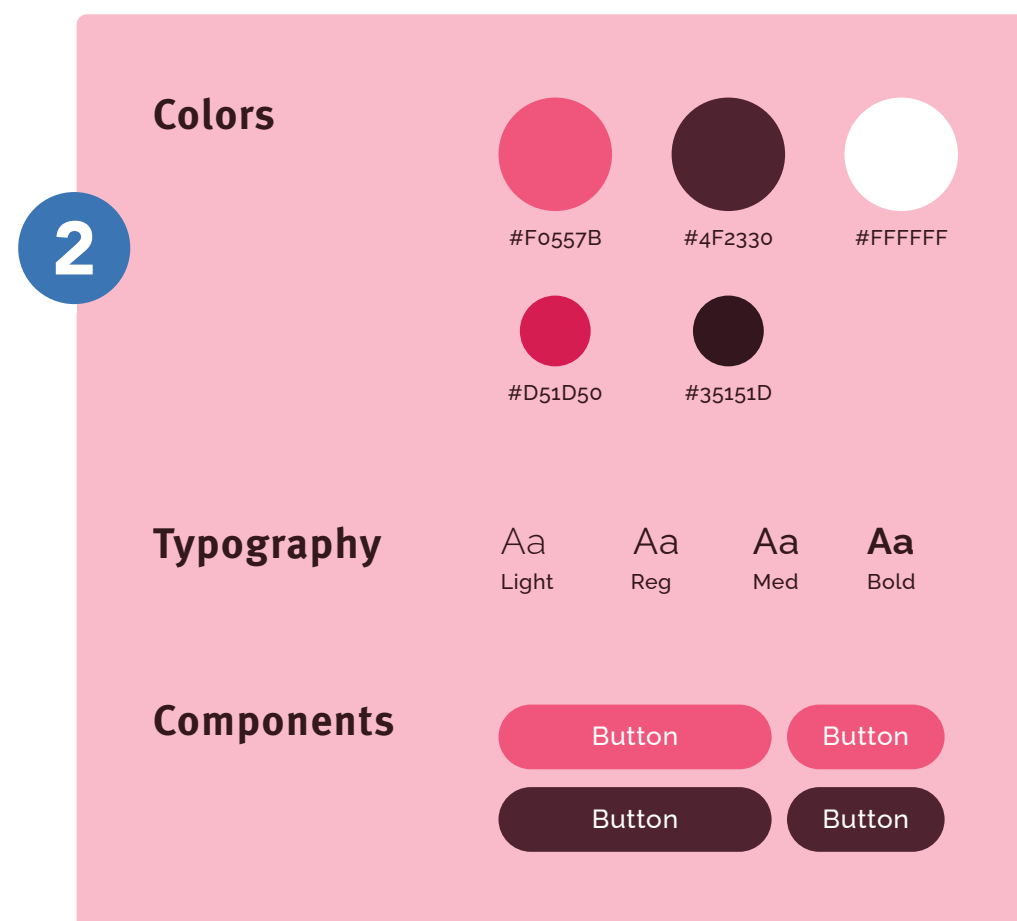 Colors
2
#F0557B
#4F2330
#FFFFFF
#D51D50
#35151D
Typography
Aa
Aa
Aa
Aa
Light
Reg
Med
Bold
Components
Button
Button
Button
Button